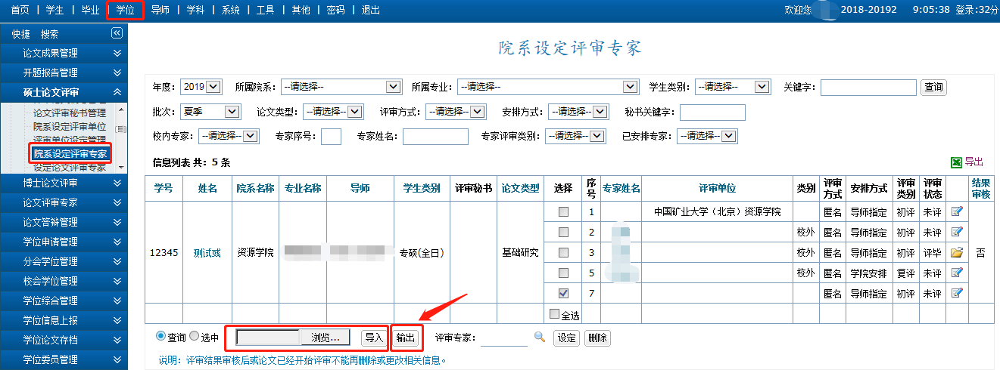 首页 | 学生 | 毕业 | 学位 | 导师 | 学科 | 系统 | 工具 | 其他 | 密码 | 退出
欢迎您 2018-20192 9:05:38 登录:32分
快捷 搜索
论文成果管理
开题报告管理
硕士论文评审
论文评审秘书管理
院系设定评审单位
评审单位设定管理
院系设定评审专家
设定论文评审专家
博士论文评审
论文评审专家
论文答辩管理
学位申请管理
分会学位管理
校会学位管理
学位综合管理
学位信息上报
学位论文存档
学位委员管理
院系设定评审专家
年度: 2019 所属院系: --请选择-- 所属专业: --请选择-- 学生类别: --请选择-- 关键字: 查询
批次: 夏季 论文类型: --请选择-- 评审方式: --请选择-- 安排方式: --请选择-- 秘书关键字:
校内专家: --请选择-- 专家序号: 专家姓名: 专家评审类别: --请选择-- 已安排专家: --请选择--
信息列表 共: 5 条
导出
学号 姓名 院系名称 专业名称 导师 学生类别 评审秘书 论文类型 选择 序号 专家姓名 评审单位 类别 评审方式 安排方式 评审类别 评审状态 结果审核
12345 测试彧 资源学院 专硕(全日) 基础研究 否
1 中国矿业大学（北京）资源学院 匿名 导师指定 初评 未评
2 校外 匿名 导师指定 初评 未评
3 校外 匿名 导师指定 初评 评毕
5 校外 匿名 学院安排 复评 未评
7 匿名 导师指定 初评 未评
全选
查询 选中 浏览... 导入 输出 评审专家: 设定 删除
说明: 评审结果审核后或论文已经开始评审不能再删除或更改相关信息。